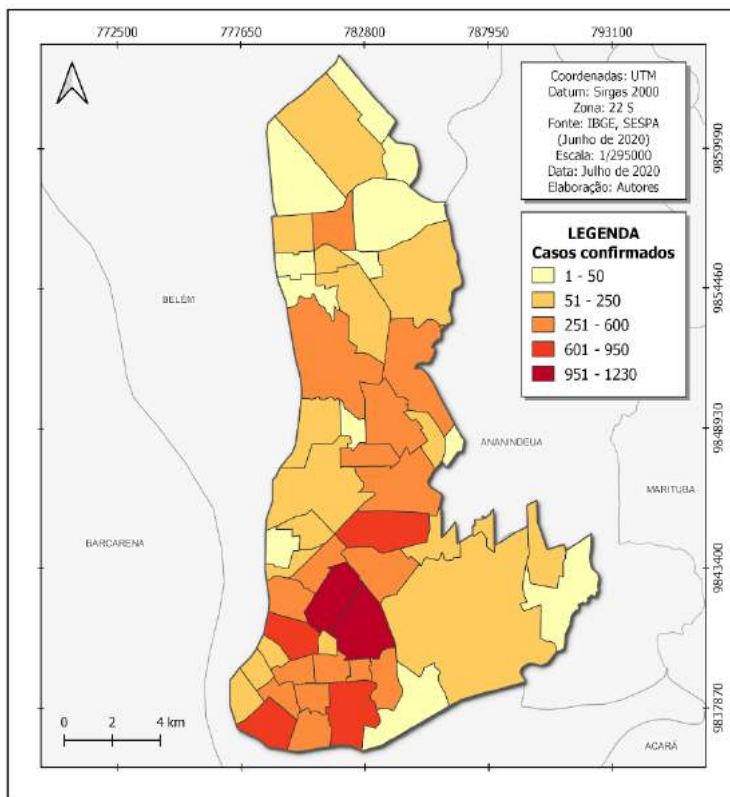 772500 777650 782800 787950 793100
Coordenadas: UTM
Datum: Sirgas 2000
Zona: 22 S
Fonte: IBGE, SESPA
(Junho de 2020)
Escala: 1/295000
Data: Julho de 2020
Elaboração: Autores
9859990
LEGENDA
Casos confirmados
1 - 50
51 - 250
251 - 600
601 - 950
951 - 1230
9854460
BELÉM
9848930
ANANINDEUA
MARITUBA
BARCARENA
9843400
9837870
0 2 4 km
ACARÁ